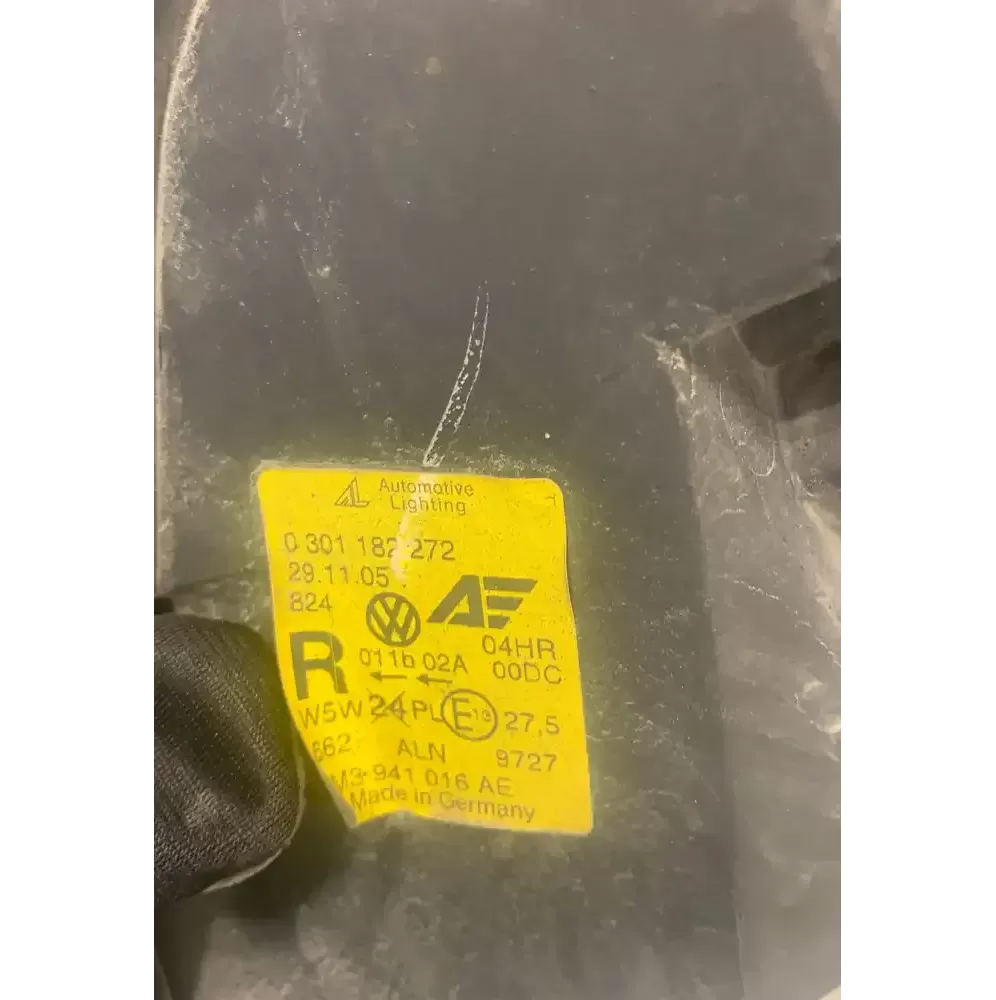 Automotive
Lighting
0 301 182 272
29.11.05
824
AE
R
011b 02A
04HR
00DC
W5W 24 PL
27,5
662 ALN 9727
M3 941 016 AE
Made in Germany